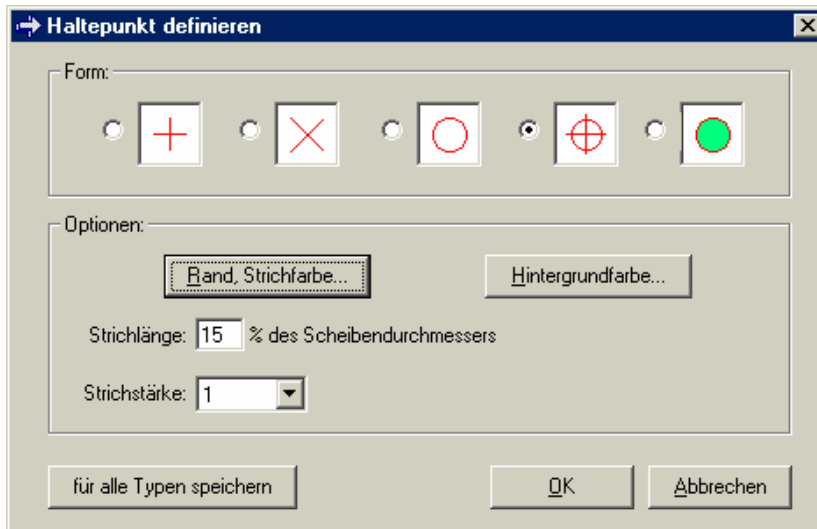 Haltepunkt definieren
Form:
Optionen:
Rand, Strichfarbe... Hintergrundfarbe...
Strichlänge: 15 % des Scheibendurchmessers
Strichstärke: 1
für alle Typen speichern OK Abbrechen